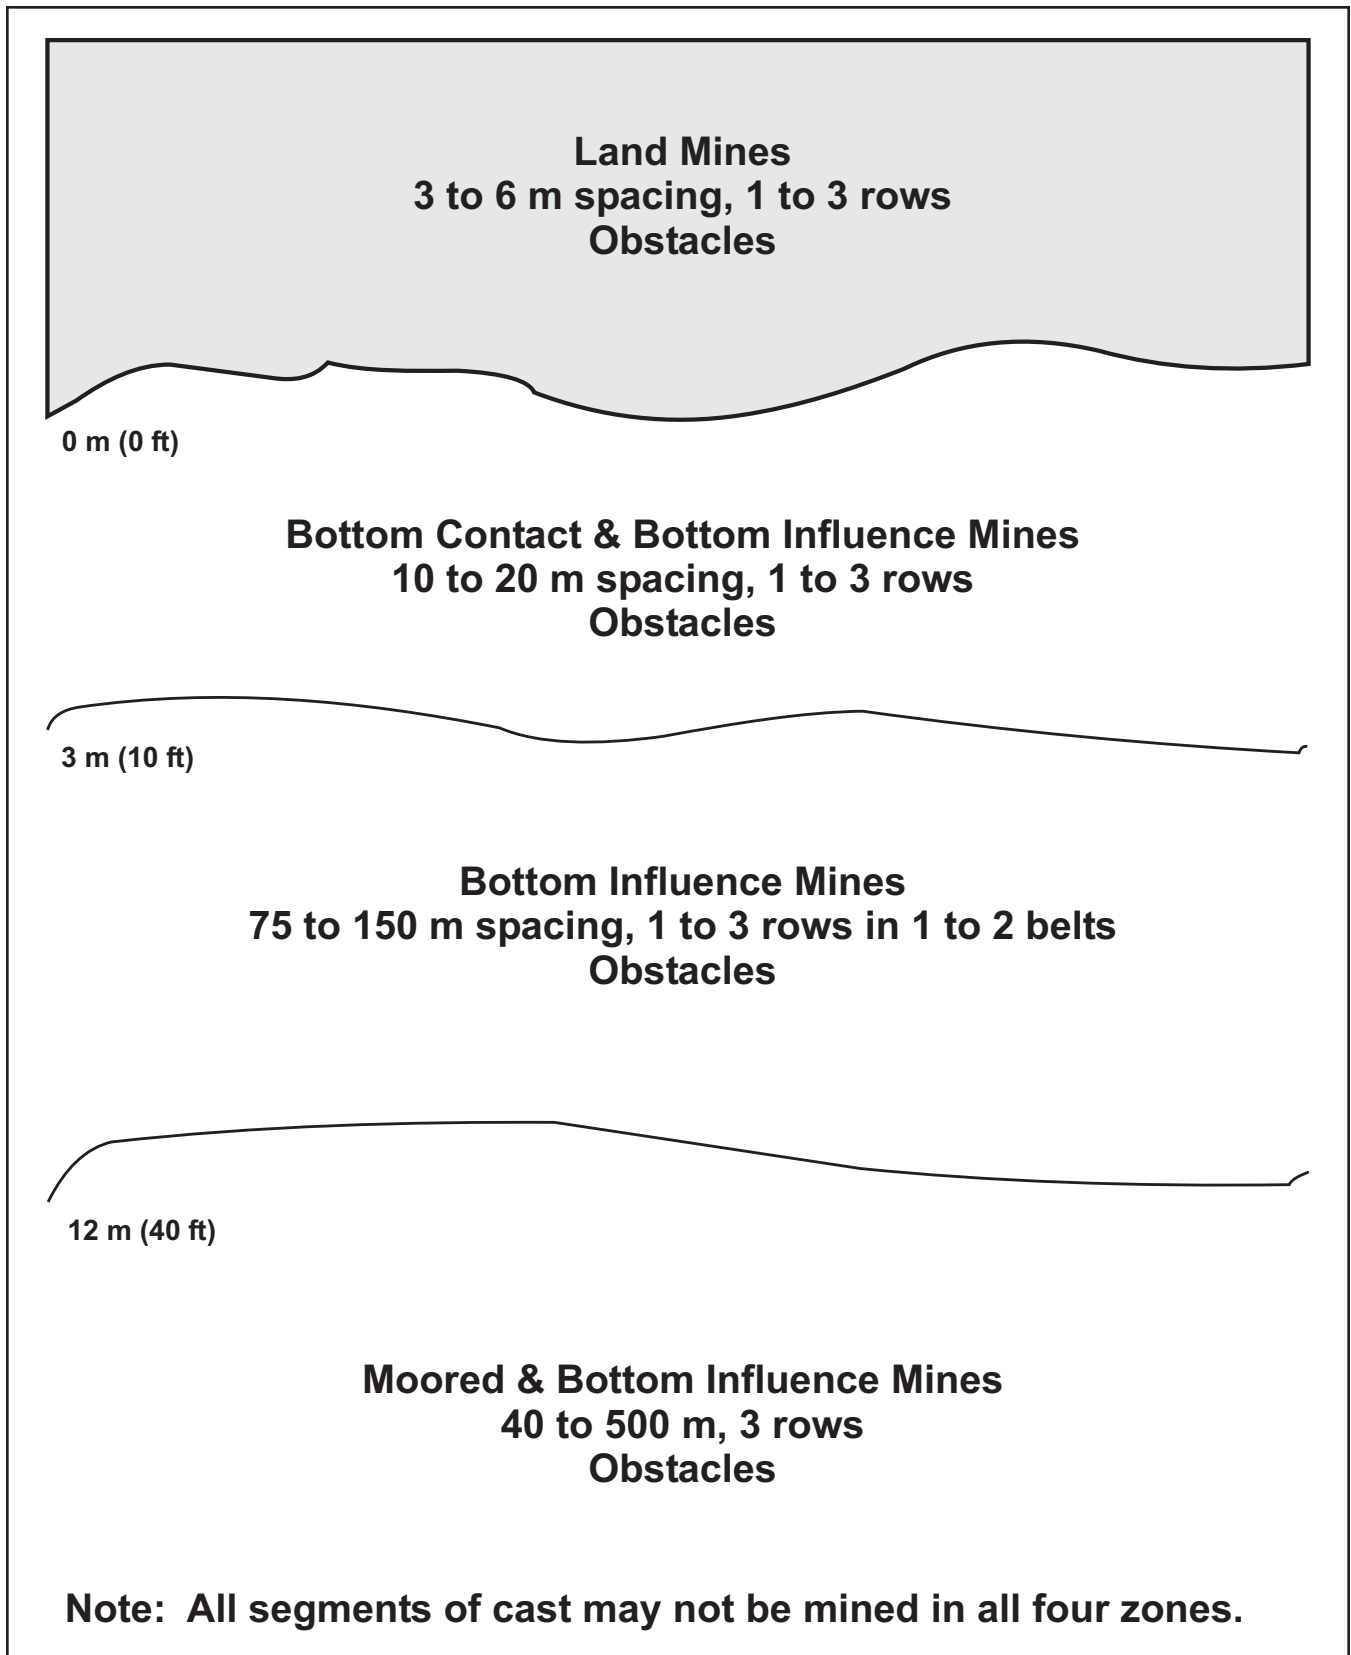 Land Mines
3 to 6 m spacing, 1 to 3 rows
Obstacles
0 m (0 ft)
Bottom Contact & Bottom Influence Mines
10 to 20 m spacing, 1 to 3 rows
Obstacles
3 m (10 ft)
Bottom Influence Mines
75 to 150 m spacing, 1 to 3 rows in 1 to 2 belts
Obstacles
12 m (40 ft)
Moored & Bottom Influence Mines
40 to 500 m, 3 rows
Obstacles
Note:  All segments of cast may not be mined in all four zones.